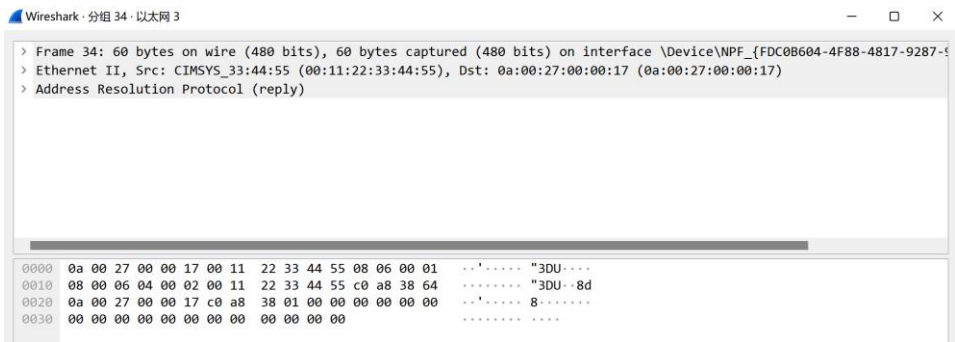 Wireshark · 分组 34 · 以太网 3
> Frame 34: 60 bytes on wire (480 bits), 60 bytes captured (480 bits) on interface \Device\NPF_{FDC0B604-4F88-4817-9287-
> Ethernet II, Src: CIMSYS_33:44:55 (00:11:22:33:44:55), Dst: 0a:00:27:00:00:17 (0a:00:27:00:00:17)
> Address Resolution Protocol (reply)
0000 0a 00 27 00 00 17 00 11 22 33 44 55 08 06 00 01 ··'····· "3DU····
0010 08 00 06 04 00 02 00 11 22 33 44 55 c0 a8 38 64 ········ "3DU··8d
0020 0a 00 27 00 00 17 c0 a8 38 01 00 00 00 00 00 00 ··'····· 8·······
0030 00 00 00 00 00 00 00 00 00 00 00 00 ········ ····